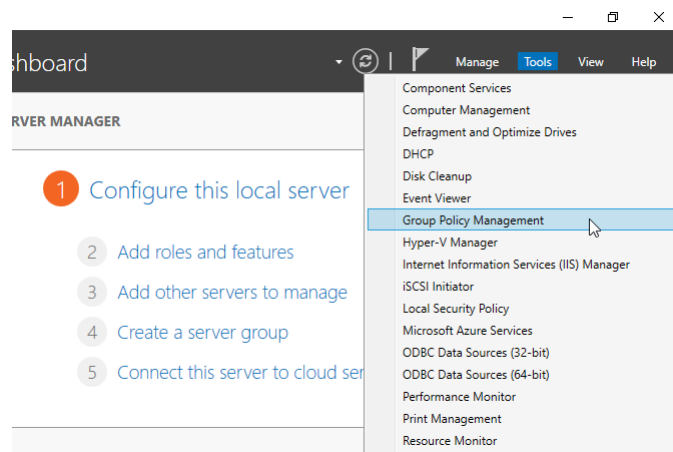 shboard
Manage Tools View Help
RVER MANAGER
1 Configure this local server
2 Add roles and features
3 Add other servers to manage
4 Create a server group
5 Connect this server to cloud ser
Component Services
Computer Management
Defragment and Optimize Drives
DHCP
Disk Cleanup
Event Viewer
Group Policy Management
Hyper-V Manager
Internet Information Services (IIS) Manager
iSCSI Initiator
Local Security Policy
Microsoft Azure Services
ODBC Data Sources (32-bit)
ODBC Data Sources (64-bit)
Performance Monitor
Print Management
Resource Monitor